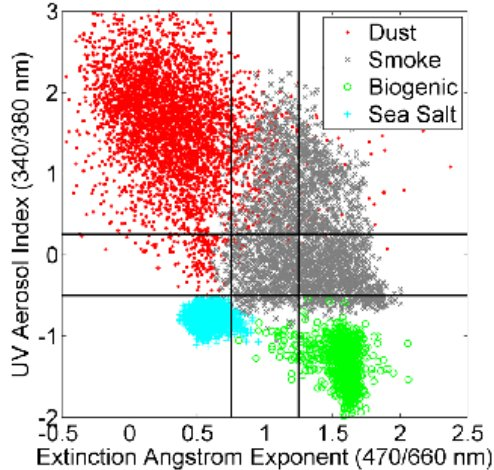 3
Dust
Smoke
Biogenic
Sea Salt
2
1
0
-1
-2
UV Aerosol Index (340/380 nm)
-0.5 0 0.5 1 1.5 2 2.5
Extinction Angstrom Exponent (470/660 nm)